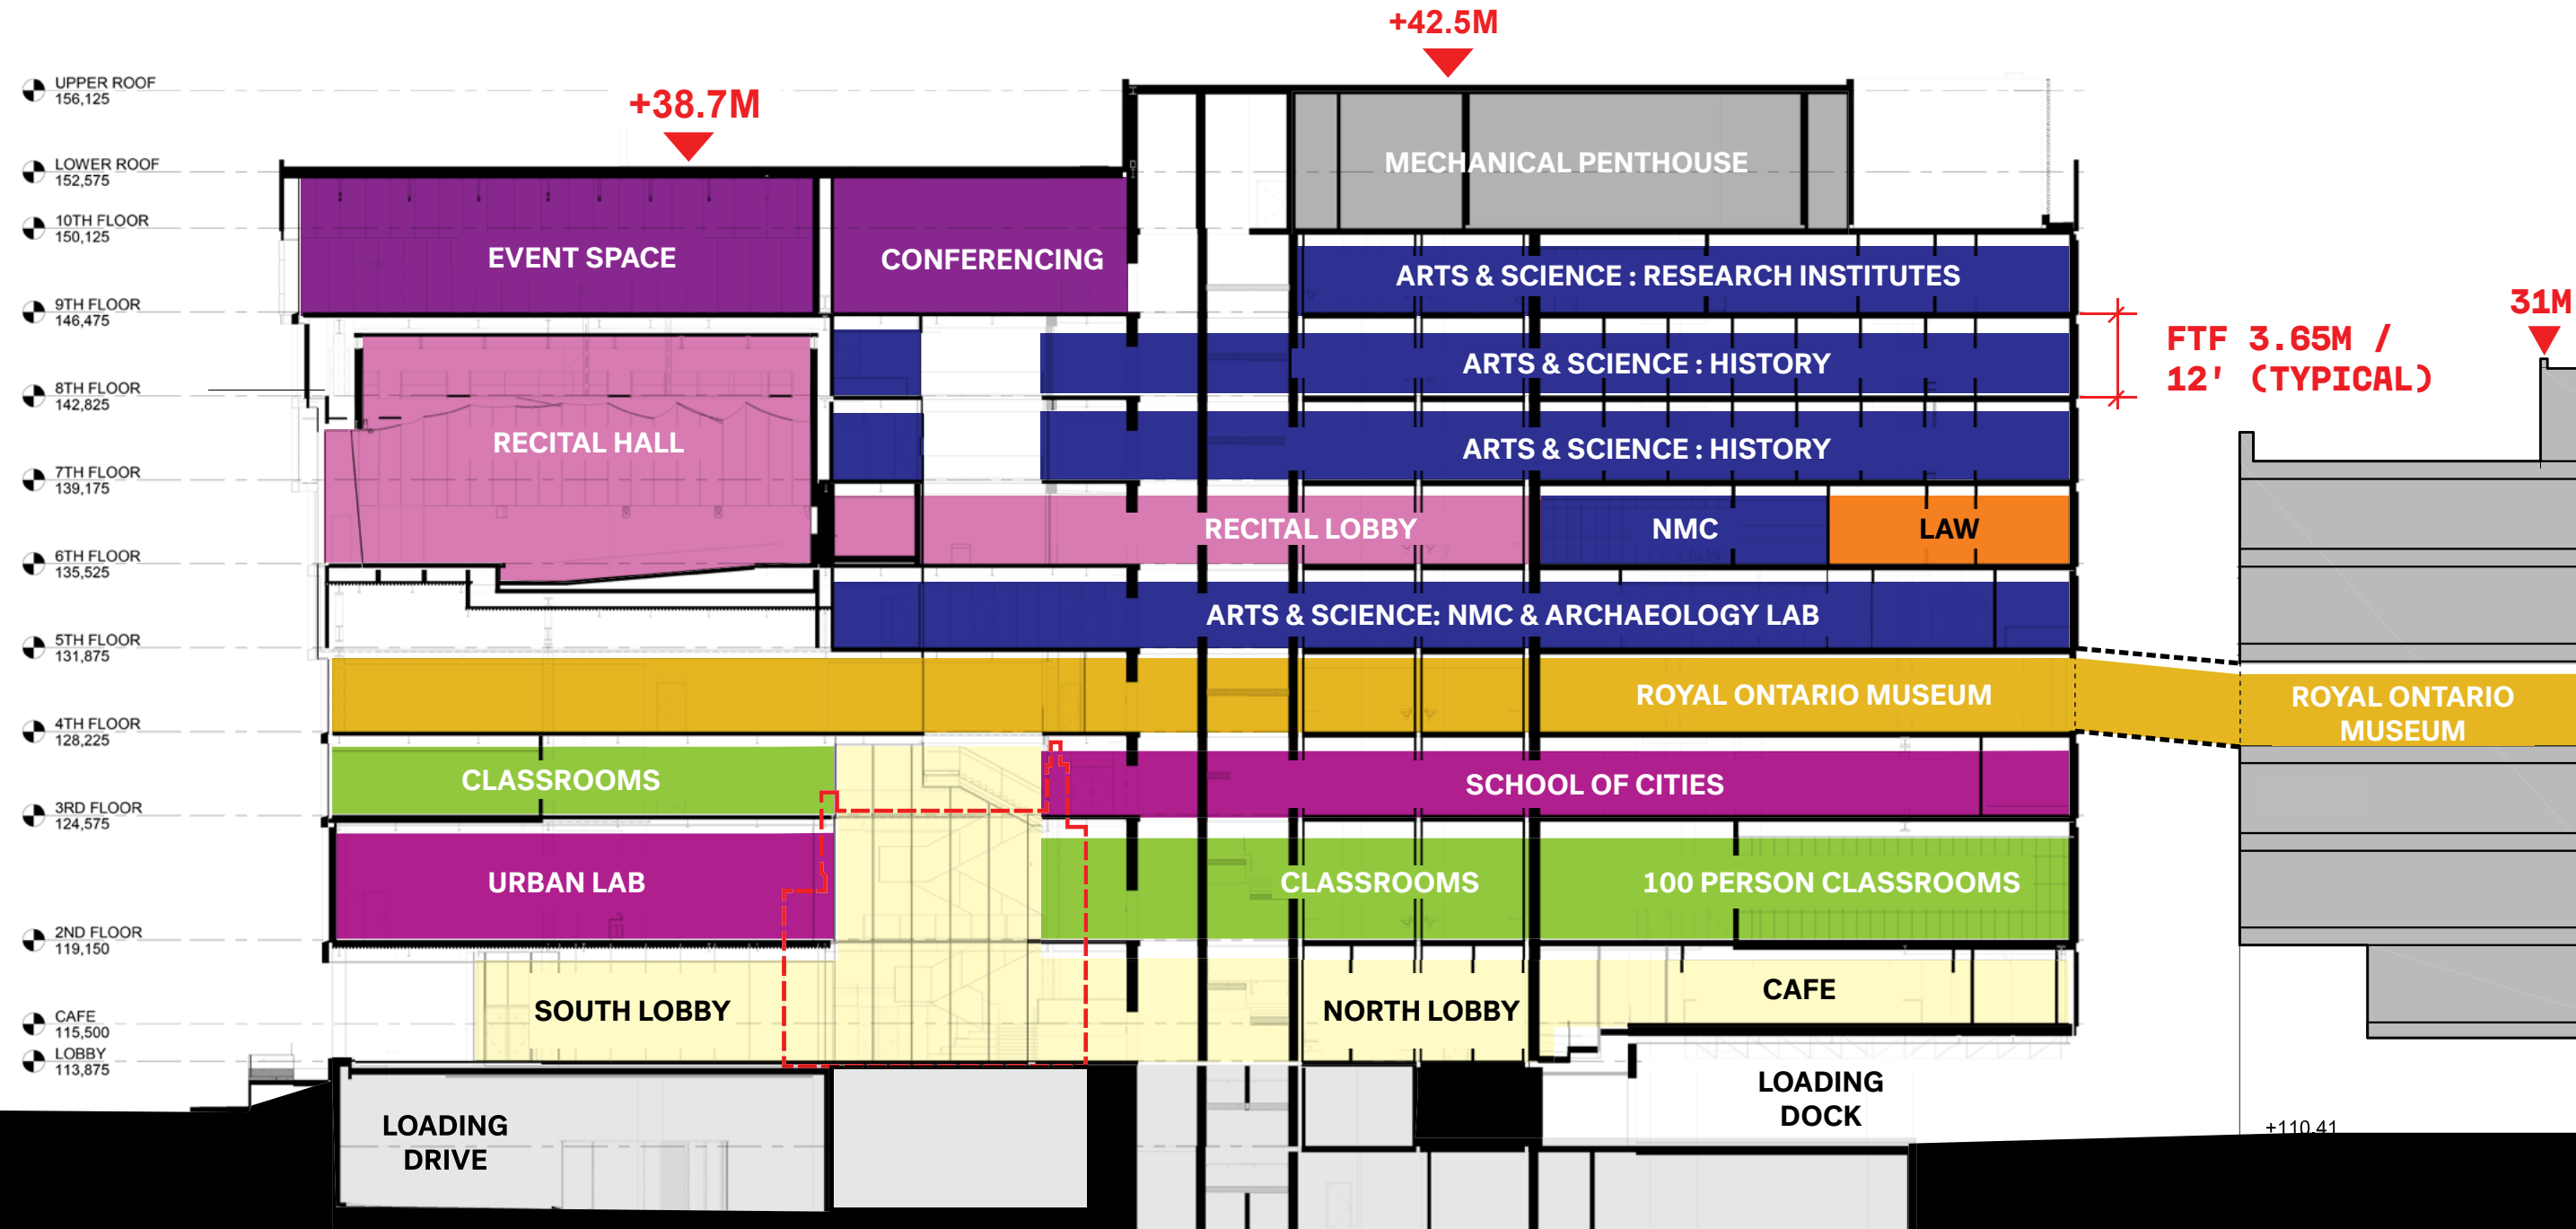 +42.5M
UPPER ROOF
156,125
+38.7M
LOWER ROOF
152,575
MECHANICAL PENTHOUSE
10TH FLOOR
150,125
EVENT SPACE
CONFERENCING
ARTS & SCIENCE : RESEARCH INSTITUTES
9TH FLOOR
146,475
31M
FTF 3.65M /
12' (TYPICAL)
ARTS & SCIENCE : HISTORY
8TH FLOOR
142,825
RECITAL HALL
ARTS & SCIENCE : HISTORY
7TH FLOOR
139,175
RECITAL LOBBY
NMC
LAW
6TH FLOOR
135,525
ARTS & SCIENCE: NMC & ARCHAEOLOGY LAB
5TH FLOOR
131,875
ROYAL ONTARIO MUSEUM
ROYAL ONTARIO
MUSEUM
4TH FLOOR
128,225
CLASSROOMS
SCHOOL OF CITIES
3RD FLOOR
124,575
URBAN LAB
CLASSROOMS
100 PERSON CLASSROOMS
2ND FLOOR
119,150
SOUTH LOBBY
NORTH LOBBY
CAFE
CAFE
115,500
LOBBY
113,875
LOADING
DRIVE
LOADING
DOCK
+110.41